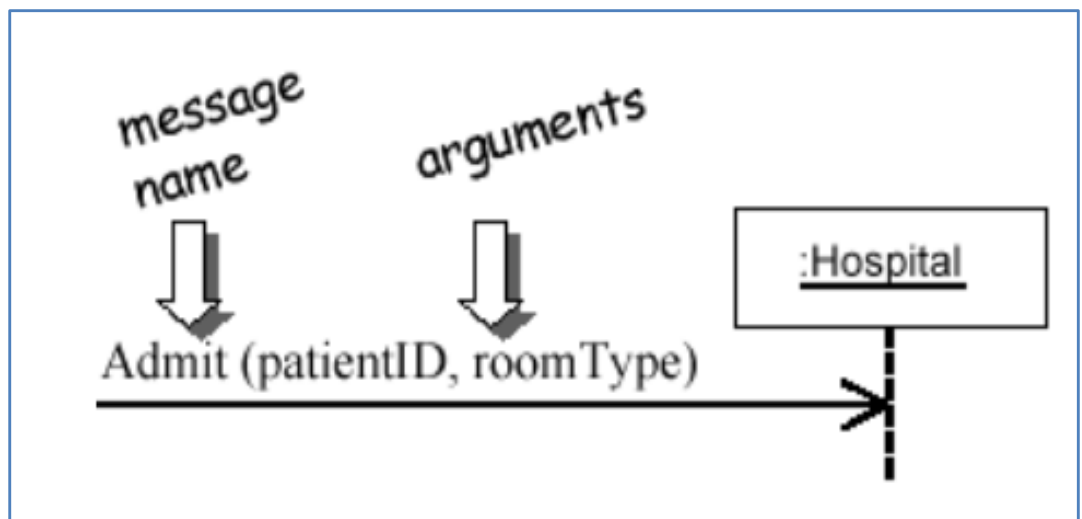 message
name
arguments
:Hospital
Admit (patientID, roomType)